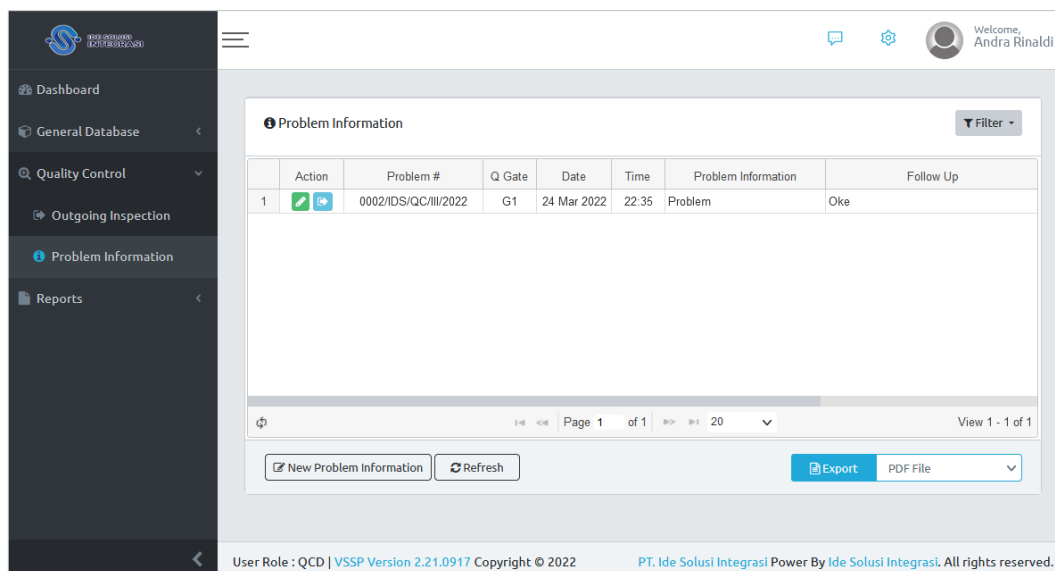 IDE SOLUSI
INTEGRASI
Welcome,
Andra Rinaldi
Dashboard
General Database
Quality Control
Outgoing Inspection
Problem Information
Reports
Problem Information
Filter
Action Problem # Q Gate Date Time Problem Information Follow Up
1 0002/IDS/QC/III/2022 G1 24 Mar 2022 22:35 Problem Oke
Page 1 of 1 20 View 1 - 1 of 1
New Problem Information Refresh Export PDF File
User Role : QCD | VSSP Version 2.21.0917 Copyright © 2022 PT. Ide Solusi Integrasi Power By Ide Solusi Integrasi. All rights reserved.